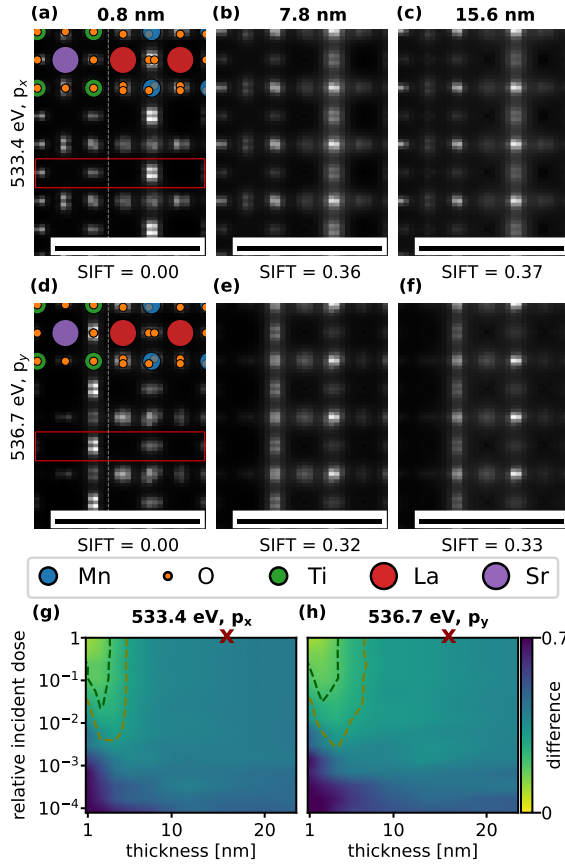 (a) 0.8 nm
(b) 7.8 nm
(c) 15.6 nm
533.4 eV, pₓ
SIFT = 0.00
SIFT = 0.36
SIFT = 0.37
(d)
(e)
(f)
536.7 eV, p_y
SIFT = 0.00
SIFT = 0.32
SIFT = 0.33
Mn O Ti La Sr
(g) 533.4 eV, pₓ
(h) 536.7 eV, p_y
relative incident dose
1
10⁻¹
10⁻²
10⁻³
10⁻⁴
X
X
1 10 20
thickness [nm]
1 10 20
thickness [nm]
0.7
0
difference